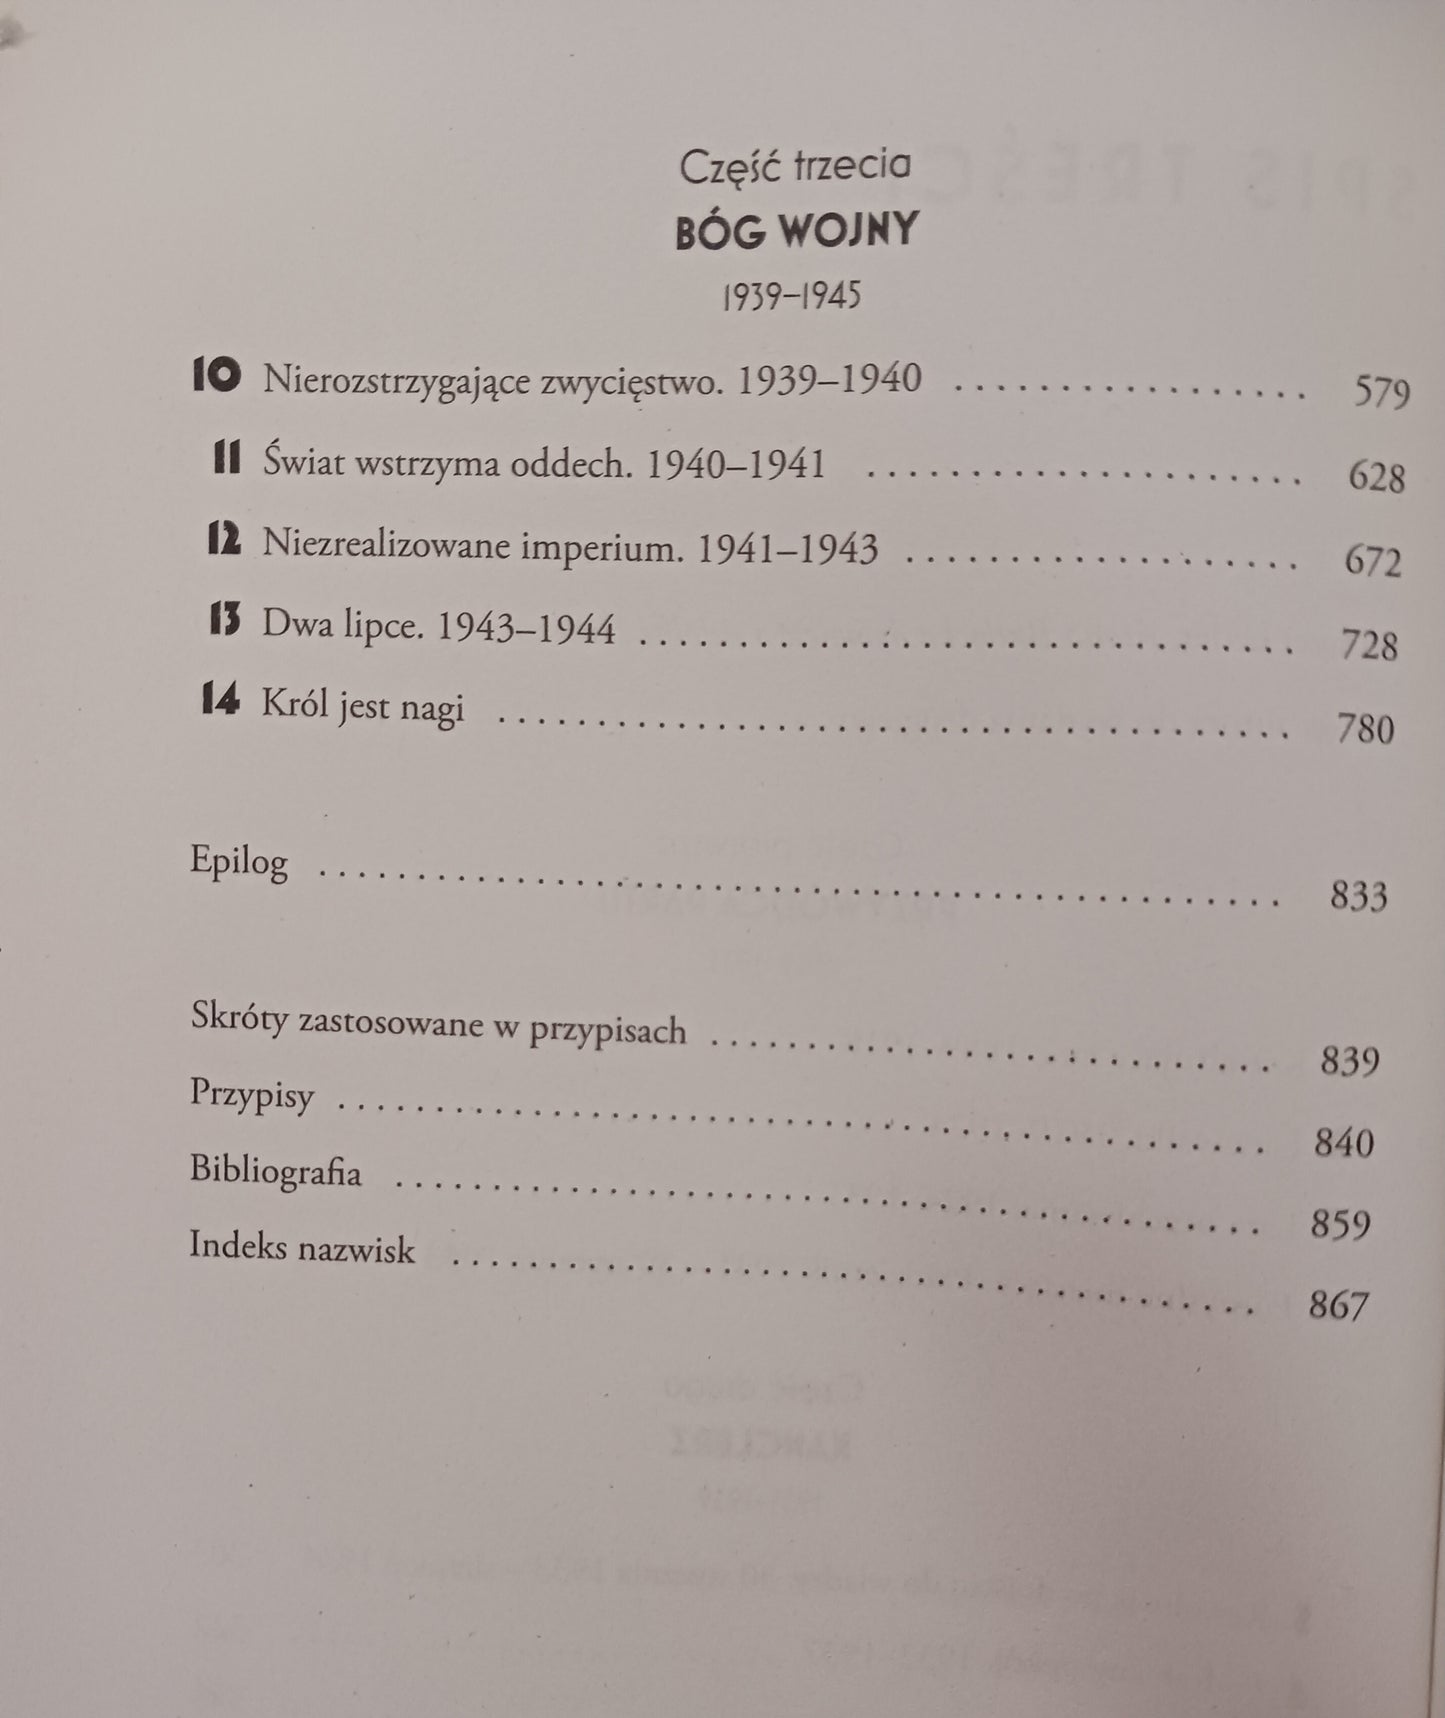 Część trzecia
BÓG WOJNY
1939–1945
10 Nierozstrzygające zwycięstwo. 1939–1940 . . . . . . . . . . . . . . . . . 579
11 Świat wstrzyma oddech. 1940–1941 . . . . . . . . . . . . . . . . . . . . . 628
12 Niezrealizowane imperium. 1941–1943 . . . . . . . . . . . . . . . . . . . 672
13 Dwa lipce. 1943–1944 . . . . . . . . . . . . . . . . . . . . . . . . . . . . . . . 728
14 Król jest nagi . . . . . . . . . . . . . . . . . . . . . . . . . . . . . . . . . . . . . 780
Epilog . . . . . . . . . . . . . . . . . . . . . . . . . . . . . . . . . . . . . . . . . . . . . 833
Skróty zastosowane w przypisach . . . . . . . . . . . . . . . . . . . . . . . . . . . 839
Przypisy . . . . . . . . . . . . . . . . . . . . . . . . . . . . . . . . . . . . . . . . . . . . 840
Bibliografia . . . . . . . . . . . . . . . . . . . . . . . . . . . . . . . . . . . . . . . . . 859
Indeks nazwisk . . . . . . . . . . . . . . . . . . . . . . . . . . . . . . . . . . . . . . 867